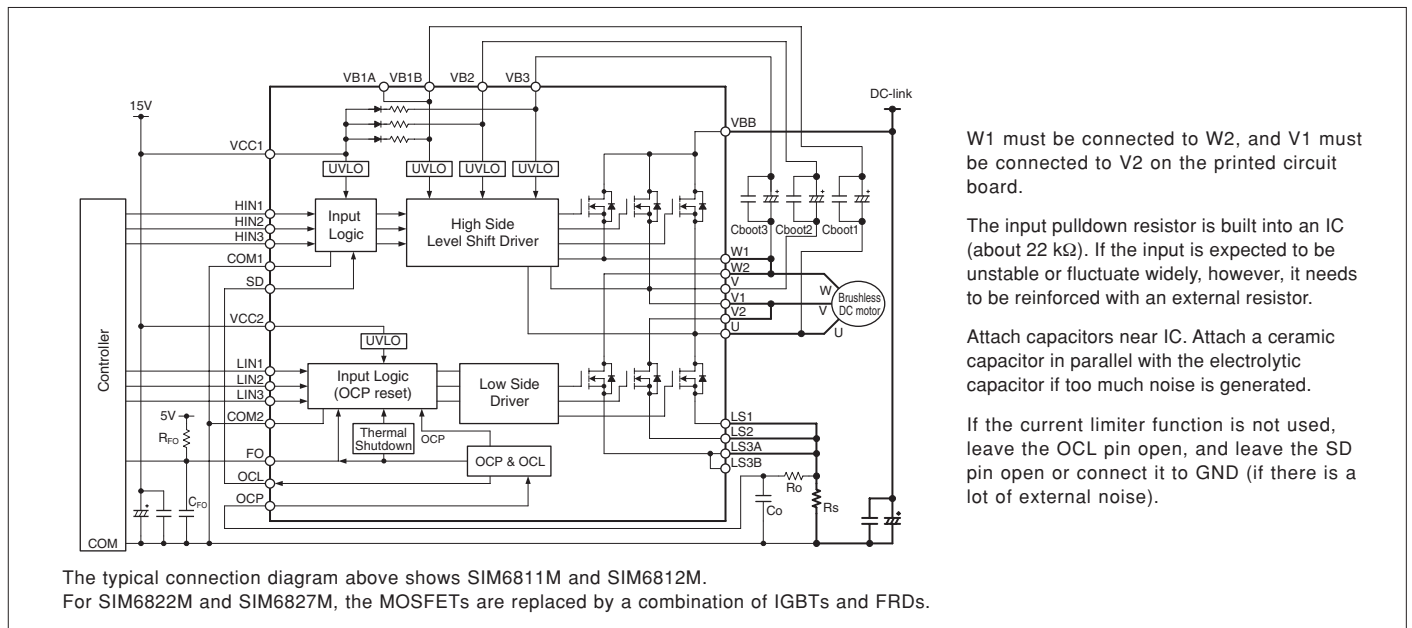 VB1A VB1B VB2 VB3
15V
DC-link
VBB
VCC1
UVLO UVLO UVLO UVLO
HIN1
HIN2
HIN3
Input
Logic
High Side
Level Shift Driver
Cboot3 Cboot2 Cboot1
COM1
SD
W1
W2
V
V1
V2
U
W
V
U
Brushless
DC motor
VCC2
UVLO
Controller
LIN1
LIN2
LIN3
Input Logic
(OCP reset)
Low Side
Driver
COM2
5V
RFO
Thermal
Shutdown
OCP
LS1
LS2
LS3A
LS3B
FO
OCP & OCL
OCL
OCP
CFO
Ro
Co
Rs
COM
W1 must be connected to W2, and V1 must
be connected to V2 on the printed circuit
board.
The input pulldown resistor is built into an IC
(about 22 kΩ). If the input is expected to be
unstable or fluctuate widely, however, it needs
to be reinforced with an external resistor.
Attach capacitors near IC. Attach a ceramic
capacitor in parallel with the electrolytic
capacitor if too much noise is generated.
If the current limiter function is not used,
leave the OCL pin open, and leave the SD
pin open or connect it to GND (if there is a
lot of external noise).
The typical connection diagram above shows SIM6811M and SIM6812M.
For SIM6822M and SIM6827M, the MOSFETs are replaced by a combination of IGBTs and FRDs.